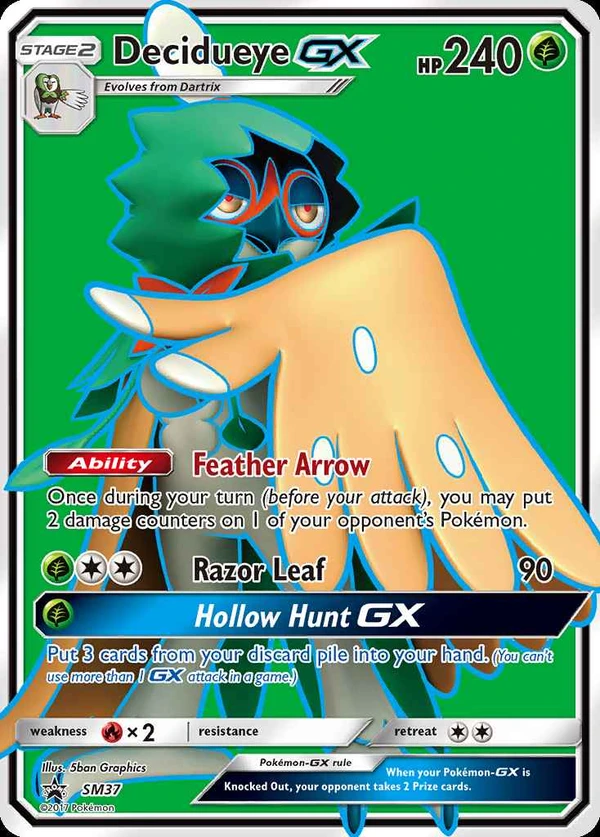 STAGE 2 Decidueye GX HP 240
Evolves from Dartrix
Ability Feather Arrow
Once during your turn (before your attack), you may put
2 damage counters on 1 of your opponent's Pokémon.
Razor Leaf 90
Hollow Hunt GX
Put 3 cards from your discard pile into your hand. (You can't
use more than 1 GX attack in a game.)
weakness ×2 resistance retreat
Illus. 5ban Graphics
SM37
©2017 Pokémon
Pokémon-GX rule
When your Pokémon-GX is
Knocked Out, your opponent takes 2 Prize cards.